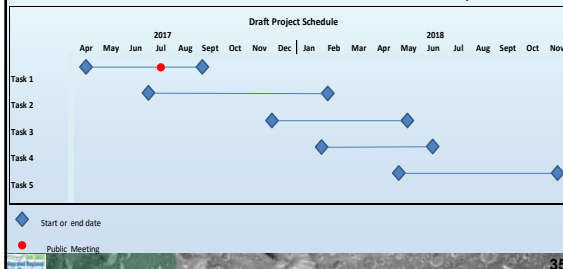 Draft Project Schedule
2017 2018
Apr May Jun Jul Aug Sept Oct Nov Dec Jan Feb Mar Apr May Jun Jul Aug Sept Oct Nov
Task 1
Task 2
Task 3
Task 4
Task 5
Start or end date
Public Meeting
35